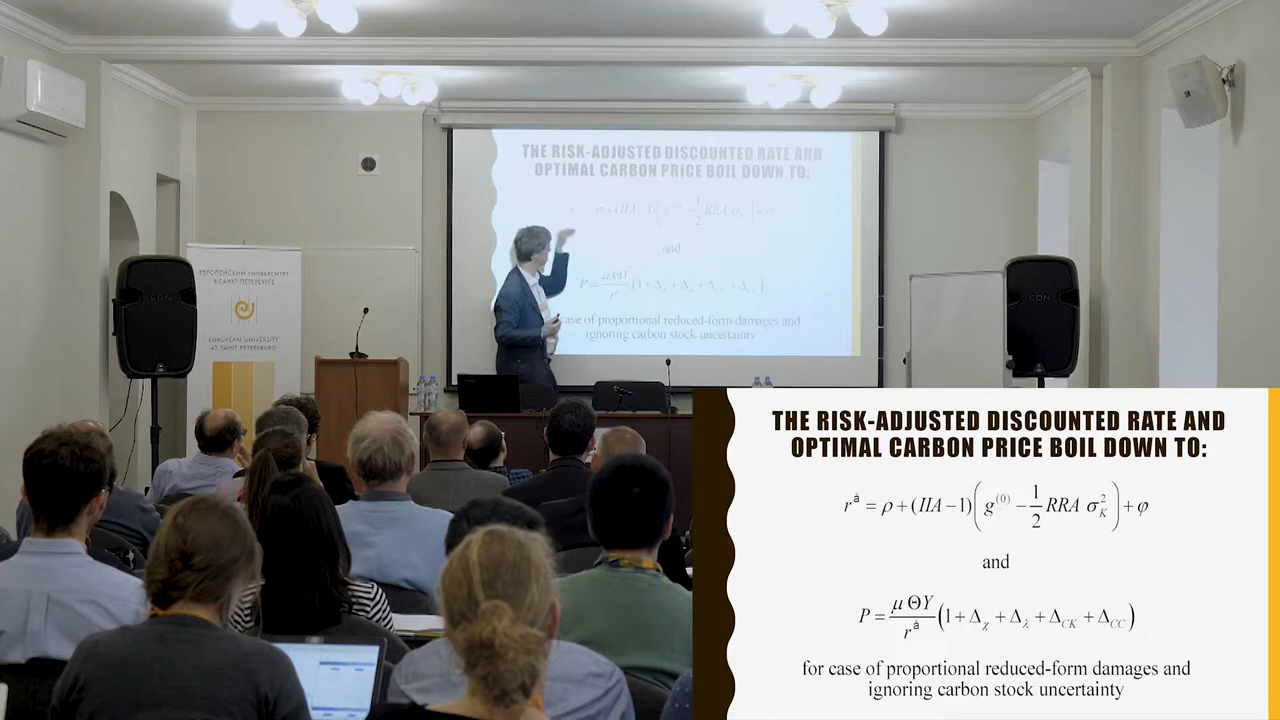 THE RISK-ADJUSTED DISCOUNTED RATE AND
OPTIMAL CARBON PRICE BOIL DOWN TO:
and
case of proportional reduced-form damages and
ignoring carbon stock uncertainty
ЕВРОПЕЙСКИЙ УНИВЕРСИТЕТ
В САНКТ-ПЕТЕРБУРГЕ
EUROPEAN UNIVERSITY
AT SAINT PETERSBURG
THE RISK-ADJUSTED DISCOUNTED RATE AND
OPTIMAL CARBON PRICE BOIL DOWN TO:
r^â = ρ + (IIA − 1)(g^(0) − 1/2 RRA σ_K^2) + φ
and
P = μ Θ Y / r^â (1 + Δ_χ + Δ_λ + Δ_CK + Δ_CC)
for case of proportional reduced-form damages and
ignoring carbon stock uncertainty